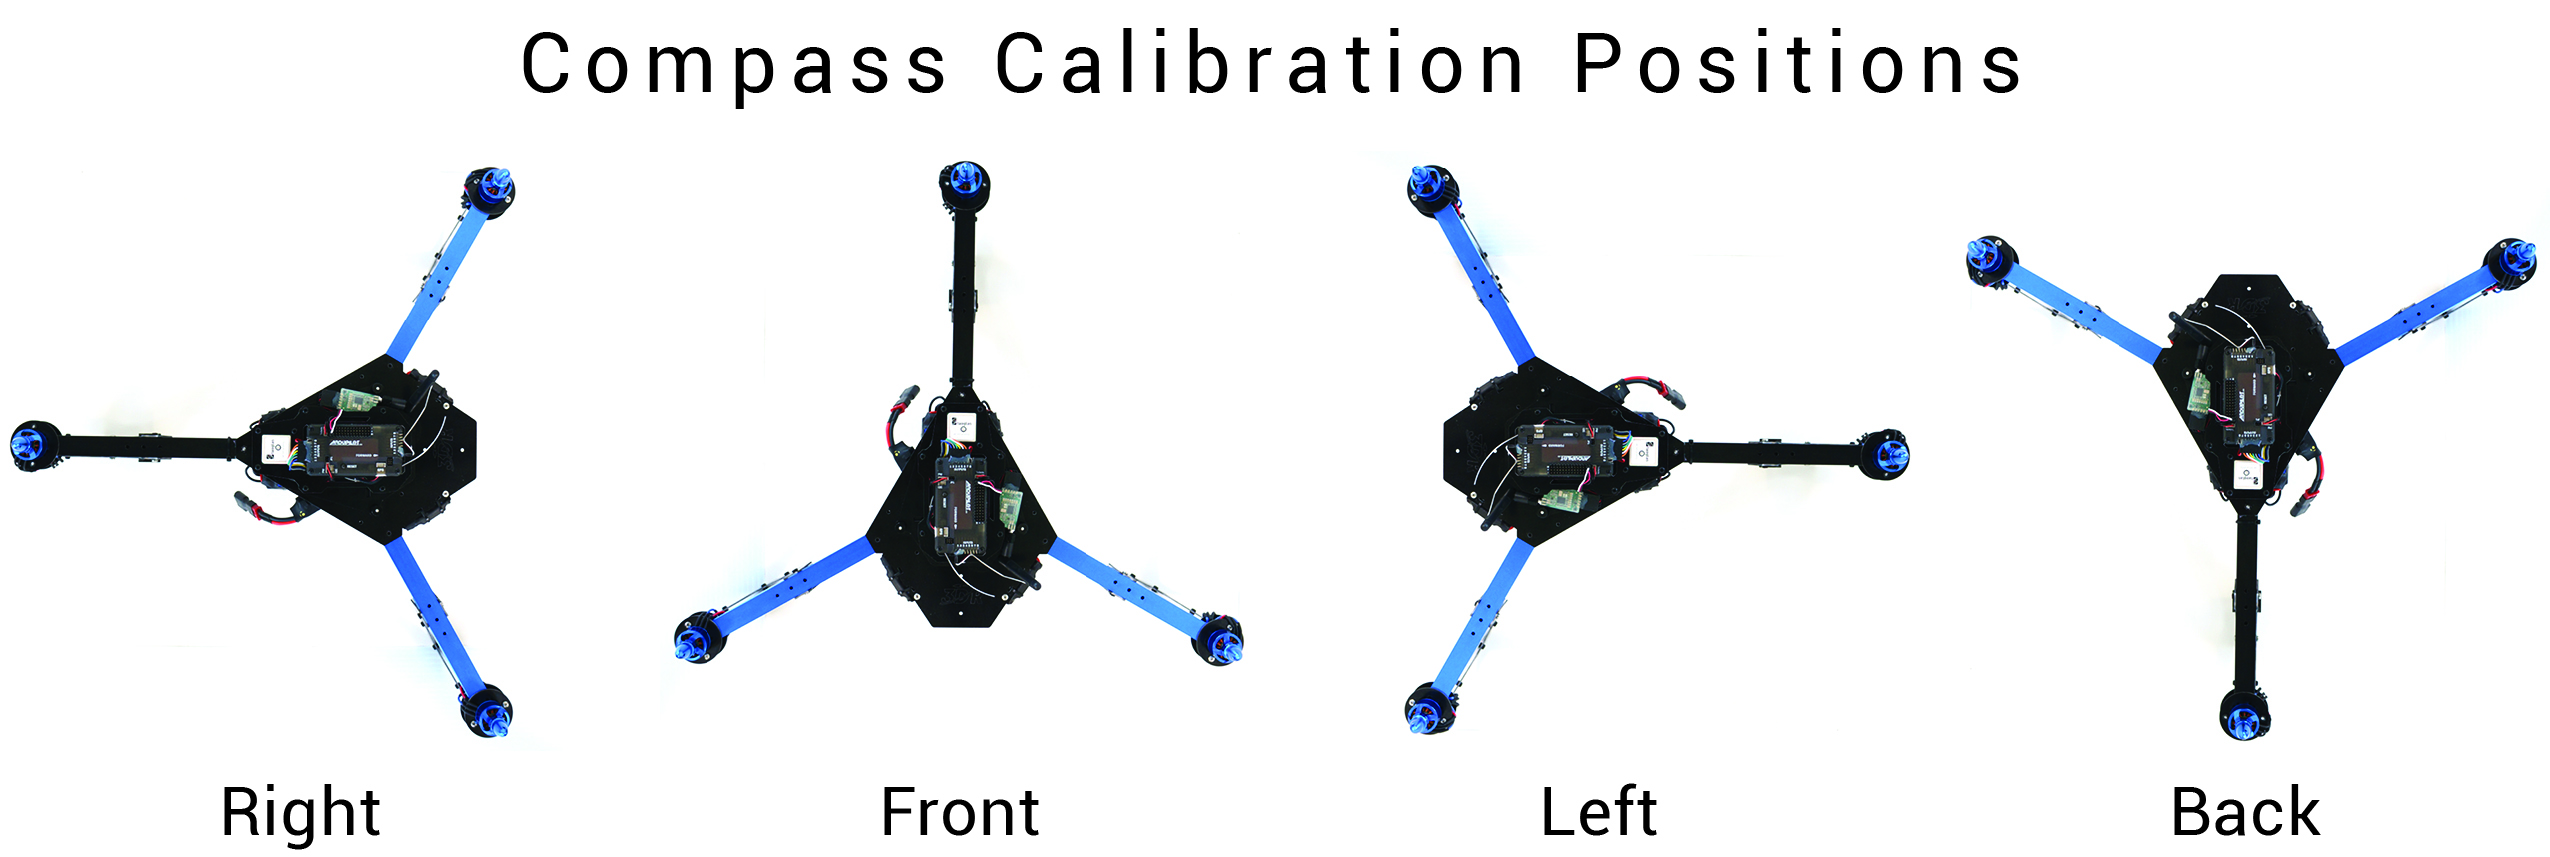 Compass Calibration Positions
Right
Front
Left
Back